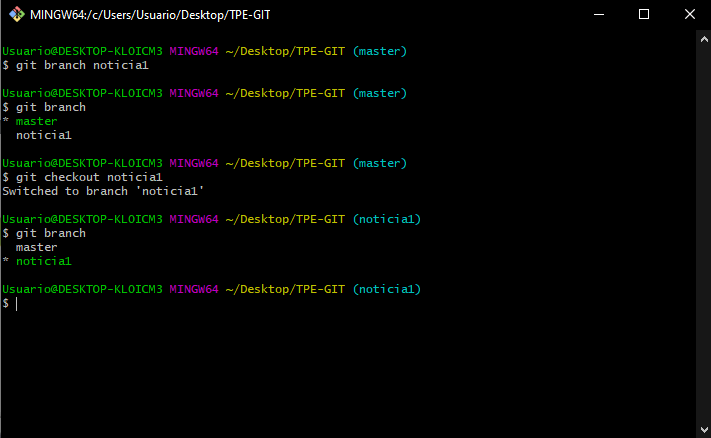 MINGW64:/c/Users/Usuario/Desktop/TPE-GIT
Usuario@DESKTOP-KLOICM3 MINGW64 ~/Desktop/TPE-GIT (master)
$ git branch noticia1
Usuario@DESKTOP-KLOICM3 MINGW64 ~/Desktop/TPE-GIT (master)
$ git branch
* master
  noticia1
Usuario@DESKTOP-KLOICM3 MINGW64 ~/Desktop/TPE-GIT (master)
$ git checkout noticia1
Switched to branch 'noticia1'
Usuario@DESKTOP-KLOICM3 MINGW64 ~/Desktop/TPE-GIT (noticia1)
$ git branch
  master
* noticia1
Usuario@DESKTOP-KLOICM3 MINGW64 ~/Desktop/TPE-GIT (noticia1)
$